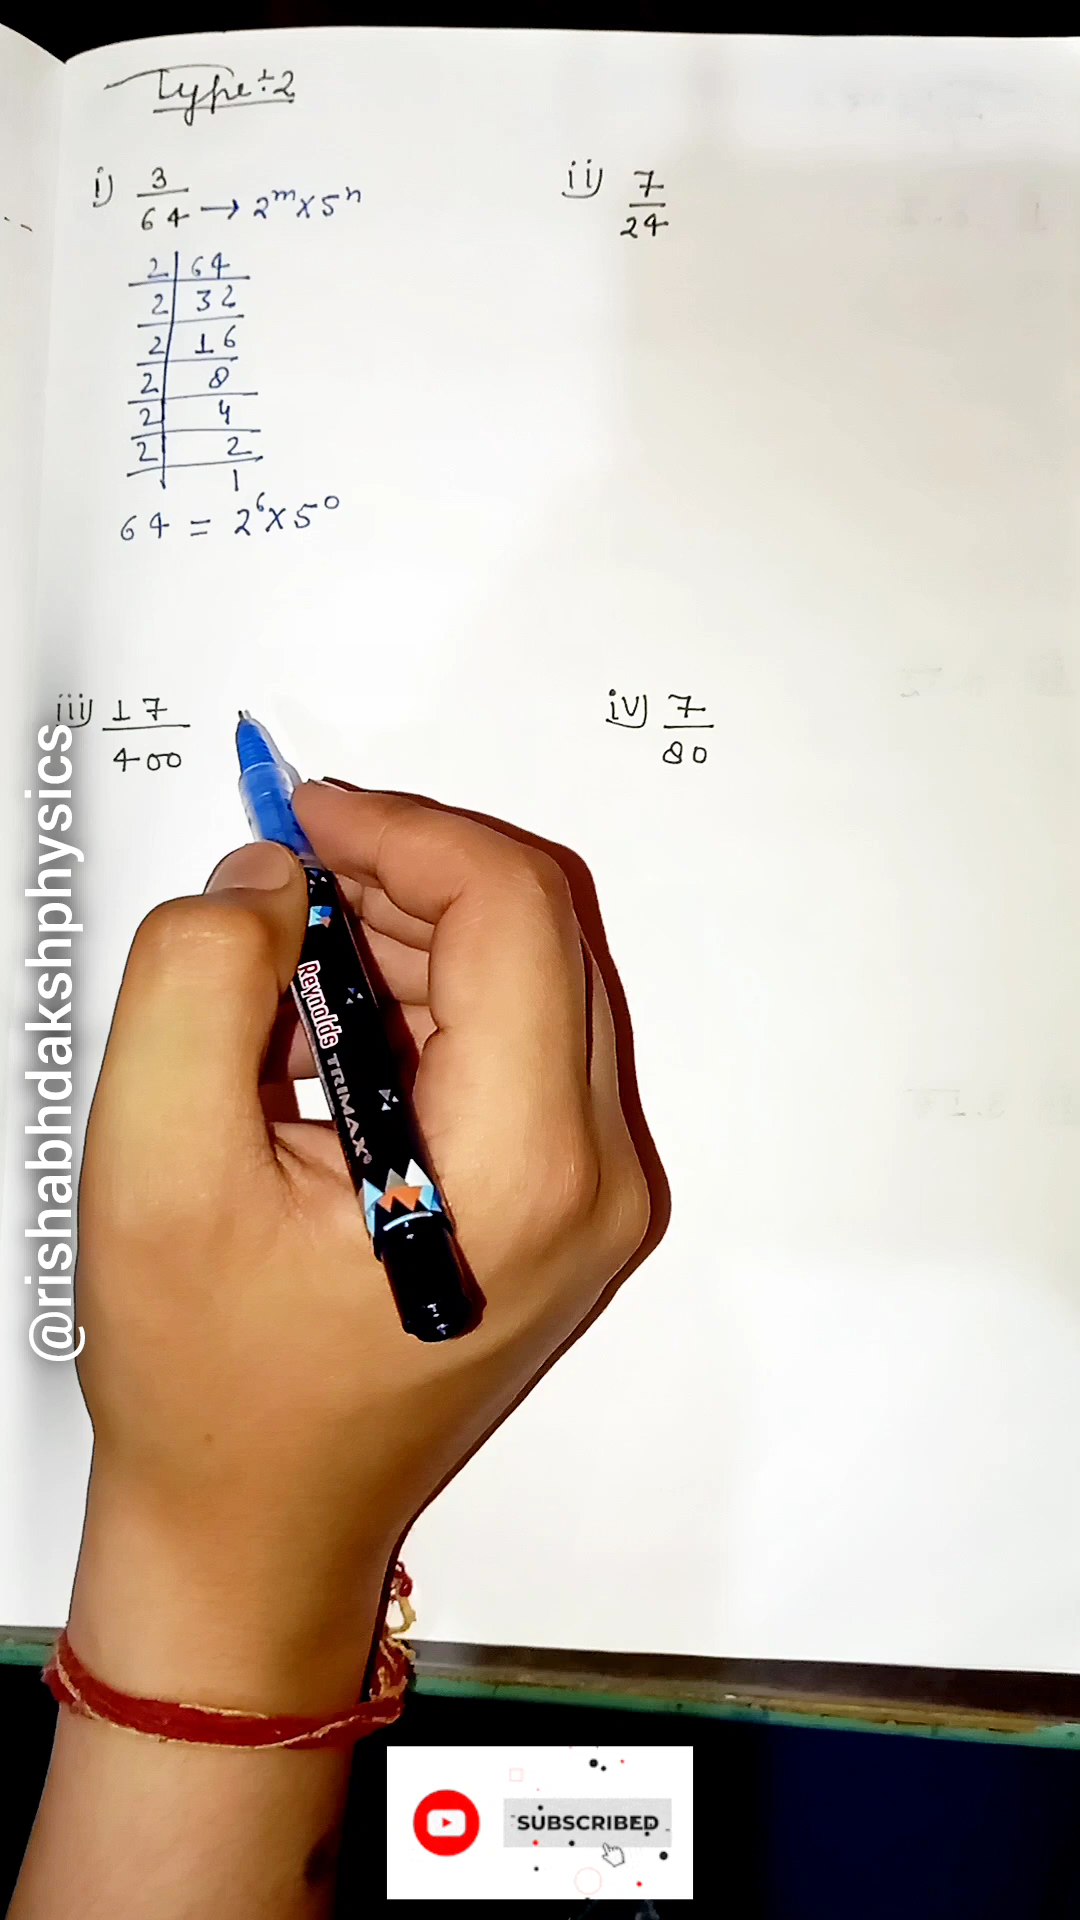 Type:-2
i) 3/64 → 2^m×5^n
2 | 64
2 | 32
2 | 16
2 | 8
2 | 4
2 | 2
1
64 = 2^6×5^0
ii) 7/24
iii) 17/400
iv) 7/80
@rishabhdakshphysics
Reynolds TRIMAX®
SUBSCRIBED